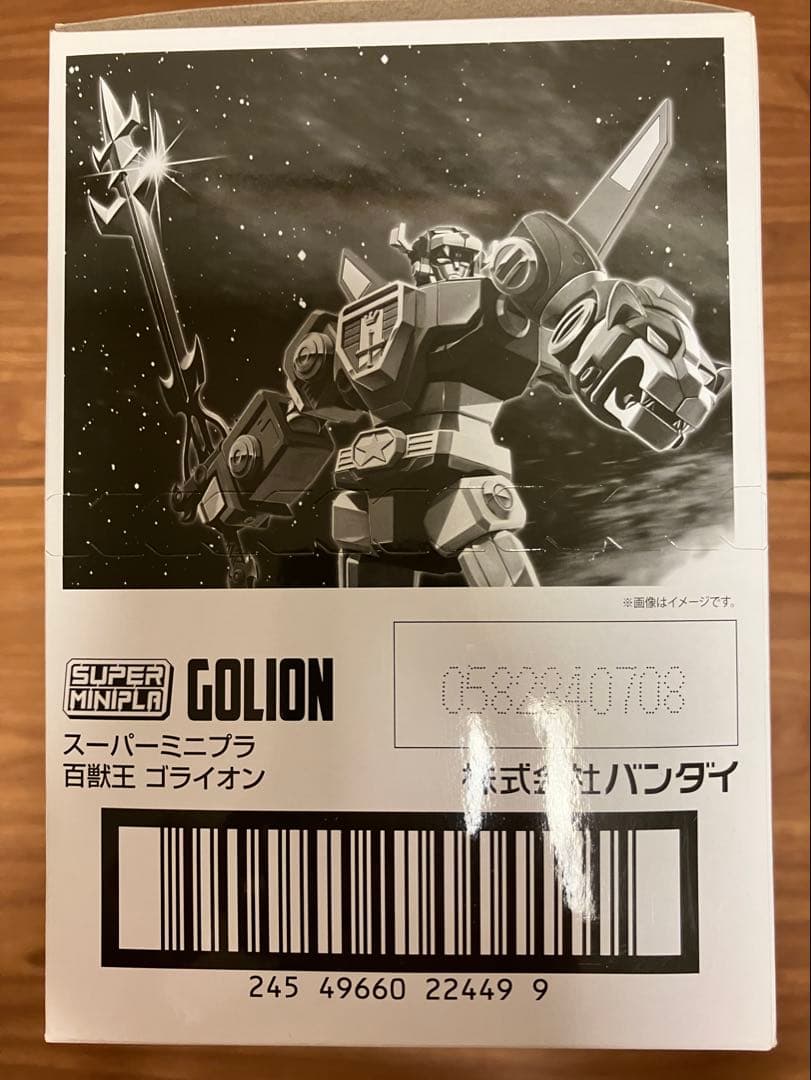 ※画像はイメージです。
SUPER
MINIPLA
GOLION
スーパーミニプラ
百獣王 ゴライオン
0582840708
株式会社バンダイ
245 49660 22449 9